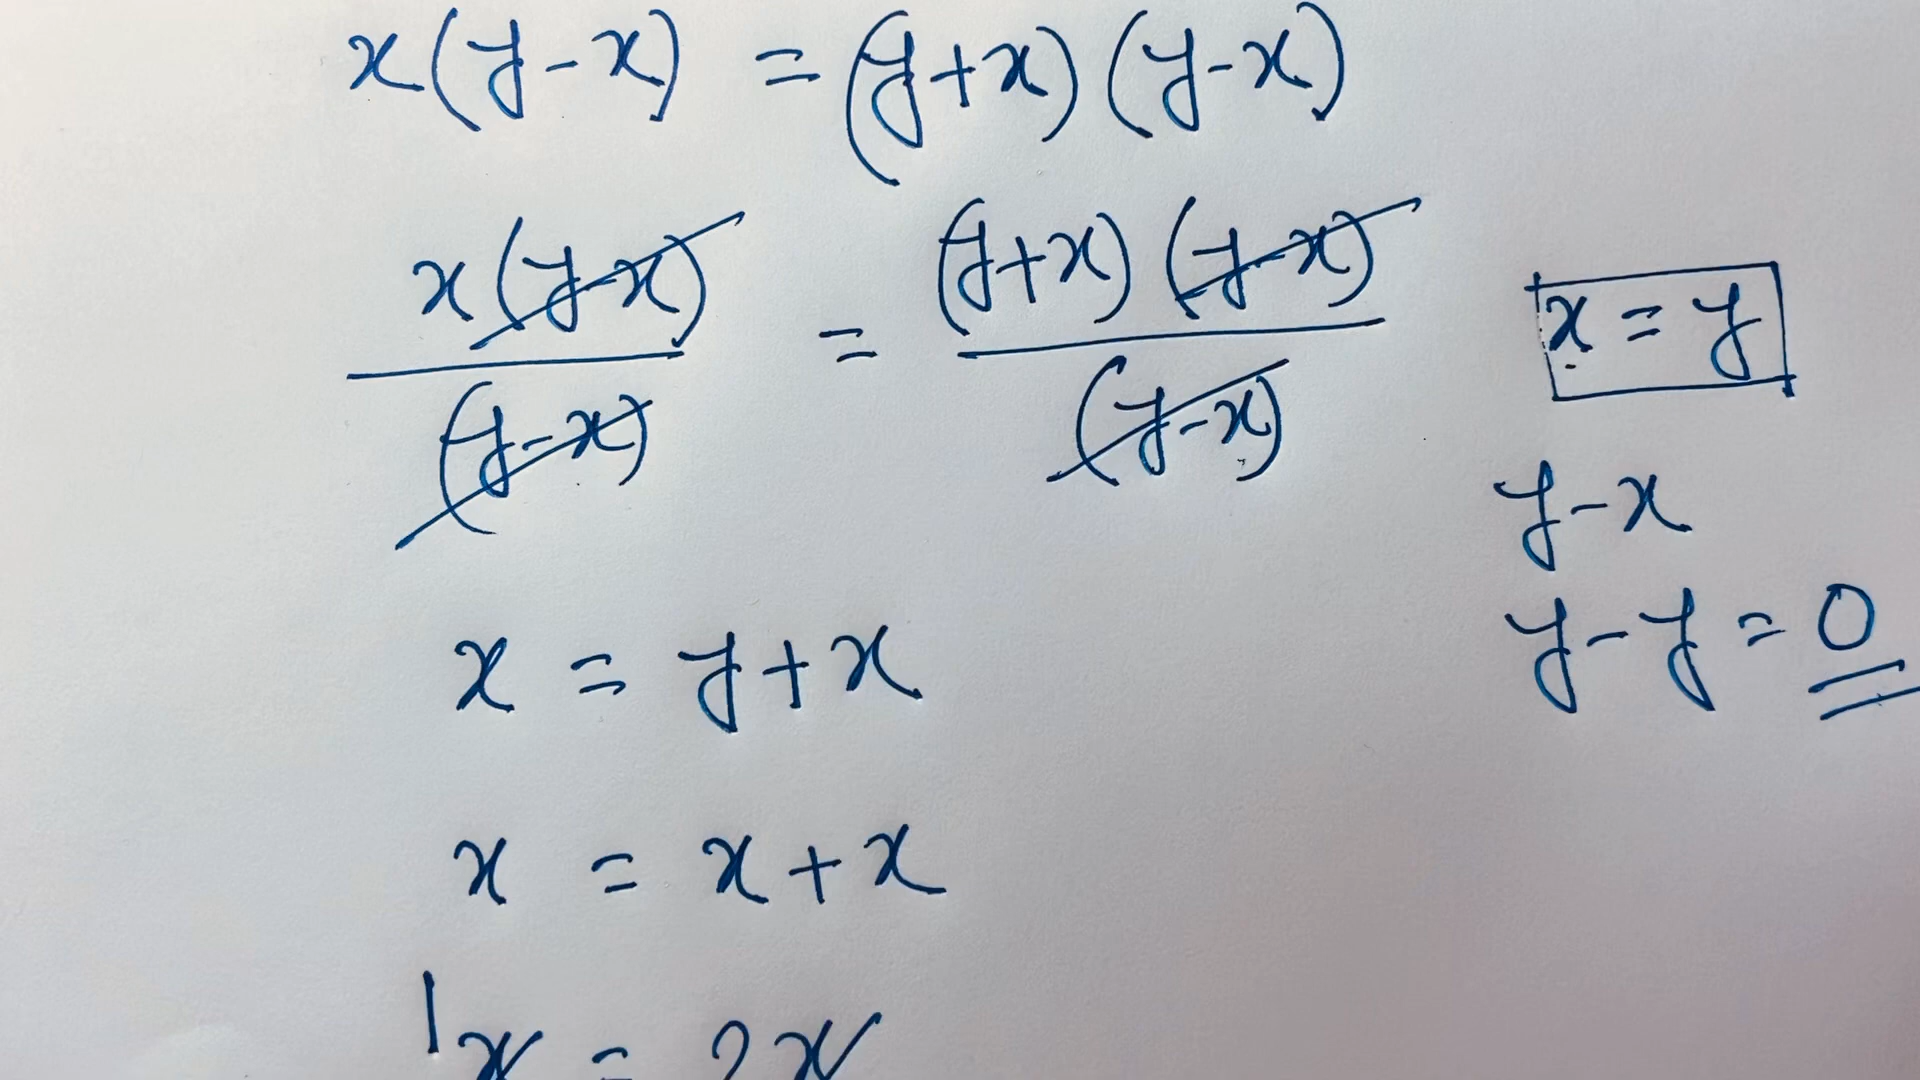 x(y-x) = (y+x)(y-x)
x(y-x)/(y-x) = (y+x)(y-x)/(y-x)
x = y+x
x = x+x
1x = 2x
x = y
y-x
y-y = 0